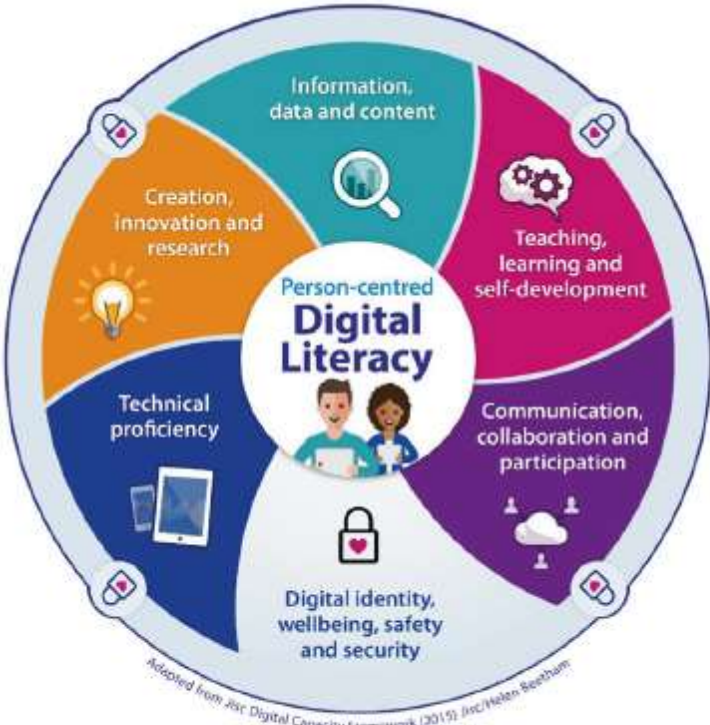 Information,
data and content
Teaching,
learning and
self-development
Communication,
collaboration and
participation
Digital identity,
wellbeing, safety
and security
Technical
proficiency
Creation,
innovation and
research
Person-centred
Digital
Literacy
Adapted from Jisc Digital Capacity Framework (2015) Jisc/Helen Beetham